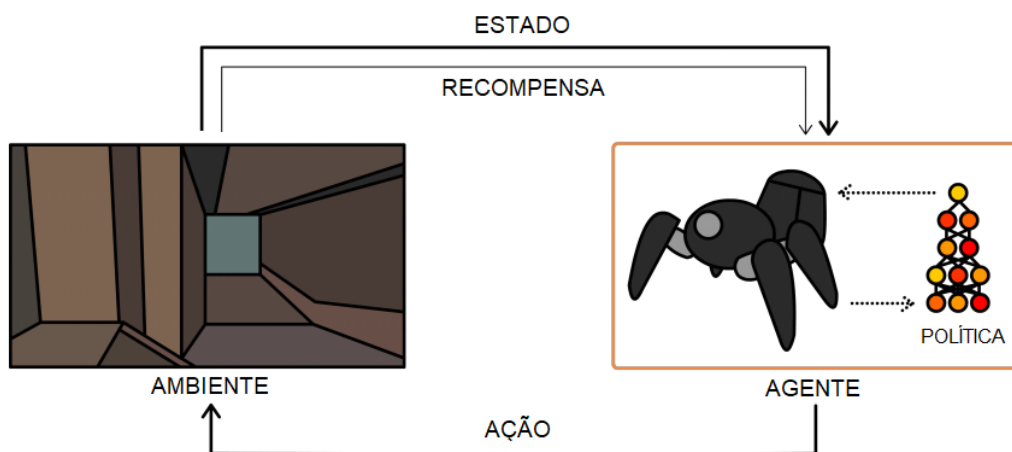 ESTADO
RECOMPENSA
POLÍTICA
AMBIENTE
AGENTE
AÇÃO